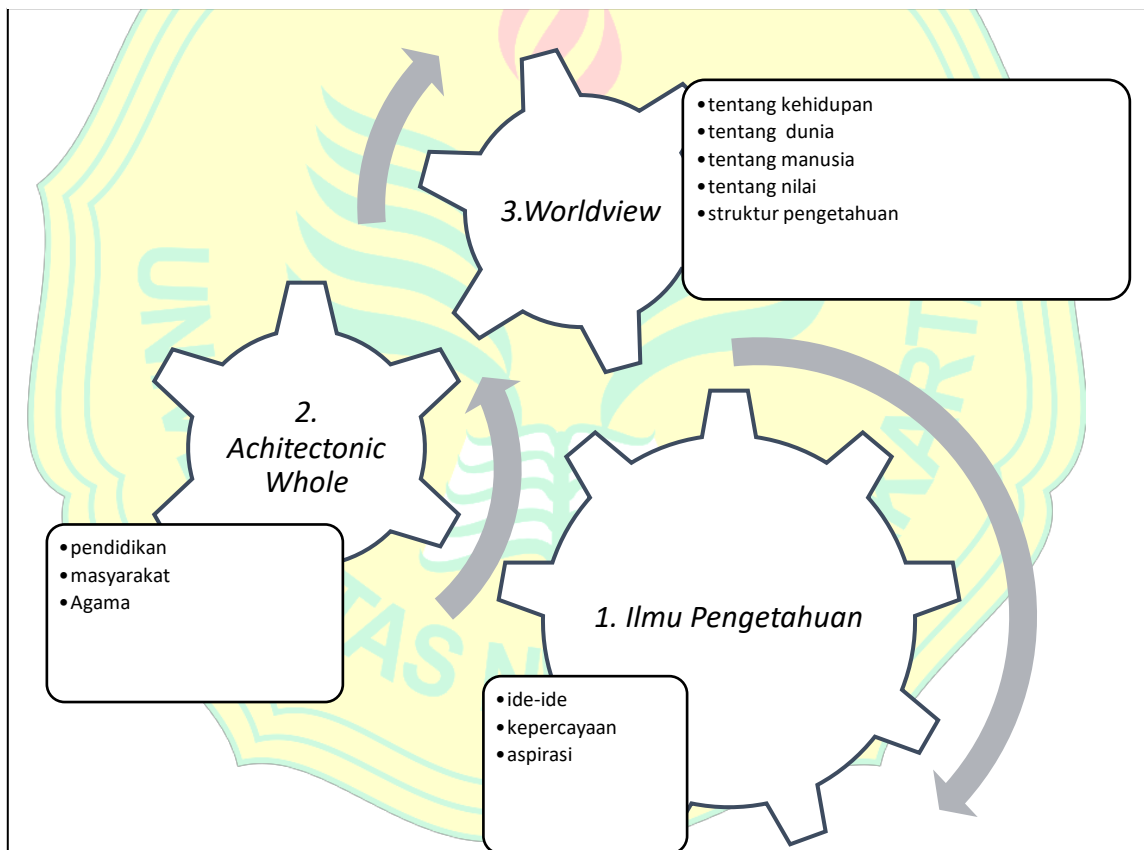 3.Worldview
•tentang kehidupan
•tentang dunia
•tentang manusia
•tentang nilai
•struktur pengetahuan
2.
Achitectonic
Whole
•pendidikan
•masyarakat
•Agama
1. Ilmu Pengetahuan
•ide-ide
•kepercayaan
•aspirasi